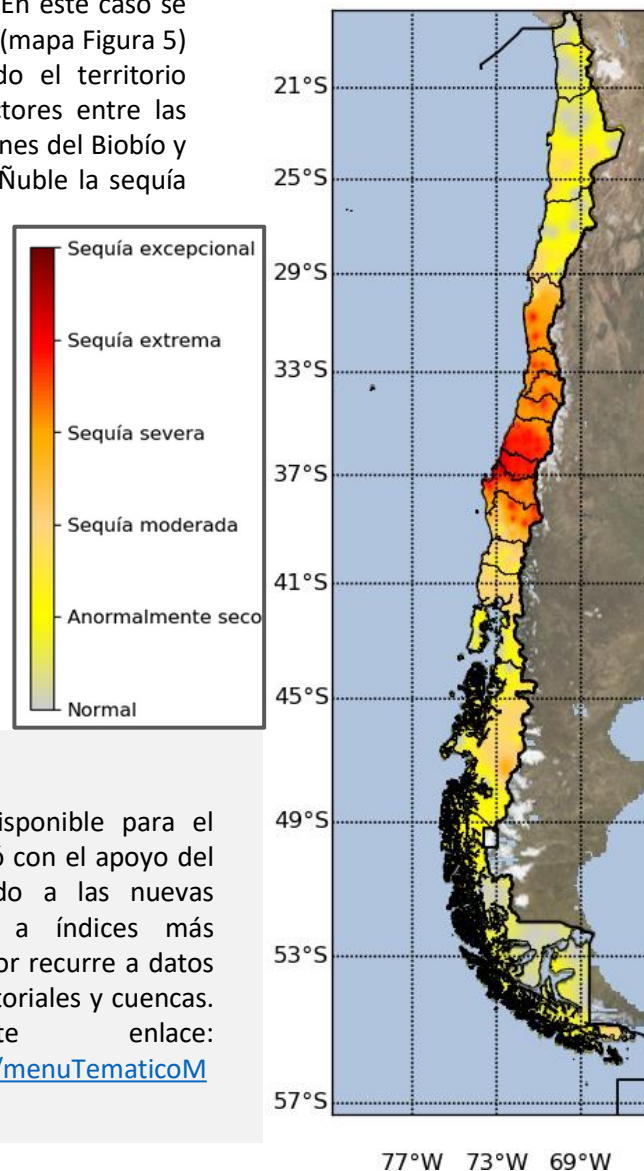 En este caso se
(mapa Figura 5)
do el territorio
ctores entre las
nes del Biobío y
Ñuble la sequía
Sequía excepcional
Sequía extrema
Sequía severa
Sequía moderada
Anormalmente seco
Normal
isponible para el
ó con el apoyo del
do a las nuevas
a índices más
or recurre a datos
toriales y cuencas.
te enlace:
/menuTematicoM
21°S
25°S
29°S
33°S
37°S
41°S
45°S
49°S
53°S
57°S
77°W 73°W 69°W